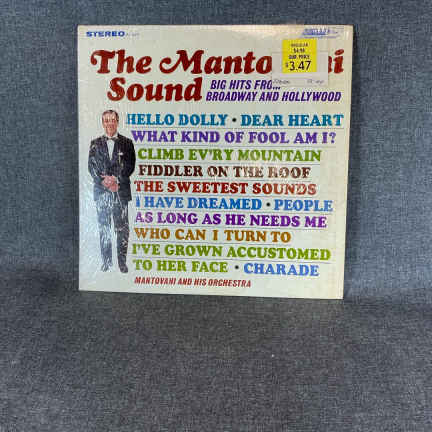 STEREO
The Manto
Sound
BIG HITS
BROADWAY AND HOLLYWOOD
$3.47
HELLO DOLLY • DEAR HEART
WHAT KIND OF FOOL AM I?
CLIMB EV'RY MOUNTAIN
FIDDLER ON THE ROOF
THE SWEETEST SOUNDS
I HAVE DREAMED • PEOPLE
AS LONG AS HE NEEDS ME
WHO CAN I TURN TO
I'VE GROWN ACCUSTOMED
TO HER FACE • CHARADE
MANTOVANI AND HIS ORCHESTRA